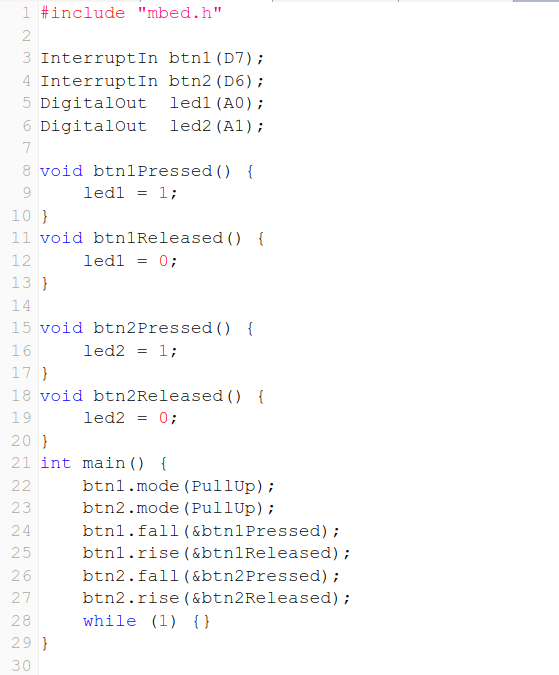 1 #include "mbed.h"
2
3 InterruptIn btn1(D7);
4 InterruptIn btn2(D6);
5 DigitalOut  led1(A0);
6 DigitalOut  led2(A1);
7
8 void btn1Pressed() {
9     led1 = 1;
10 }
11 void btn1Released() {
12     led1 = 0;
13 }
14
15 void btn2Pressed() {
16     led2 = 1;
17 }
18 void btn2Released() {
19     led2 = 0;
20 }
21 int main() {
22     btn1.mode(PullUp);
23     btn2.mode(PullUp);
24     btn1.fall(&btn1Pressed);
25     btn1.rise(&btn1Released);
26     btn2.fall(&btn2Pressed);
27     btn2.rise(&btn2Released);
28     while (1) {}
29 }
30